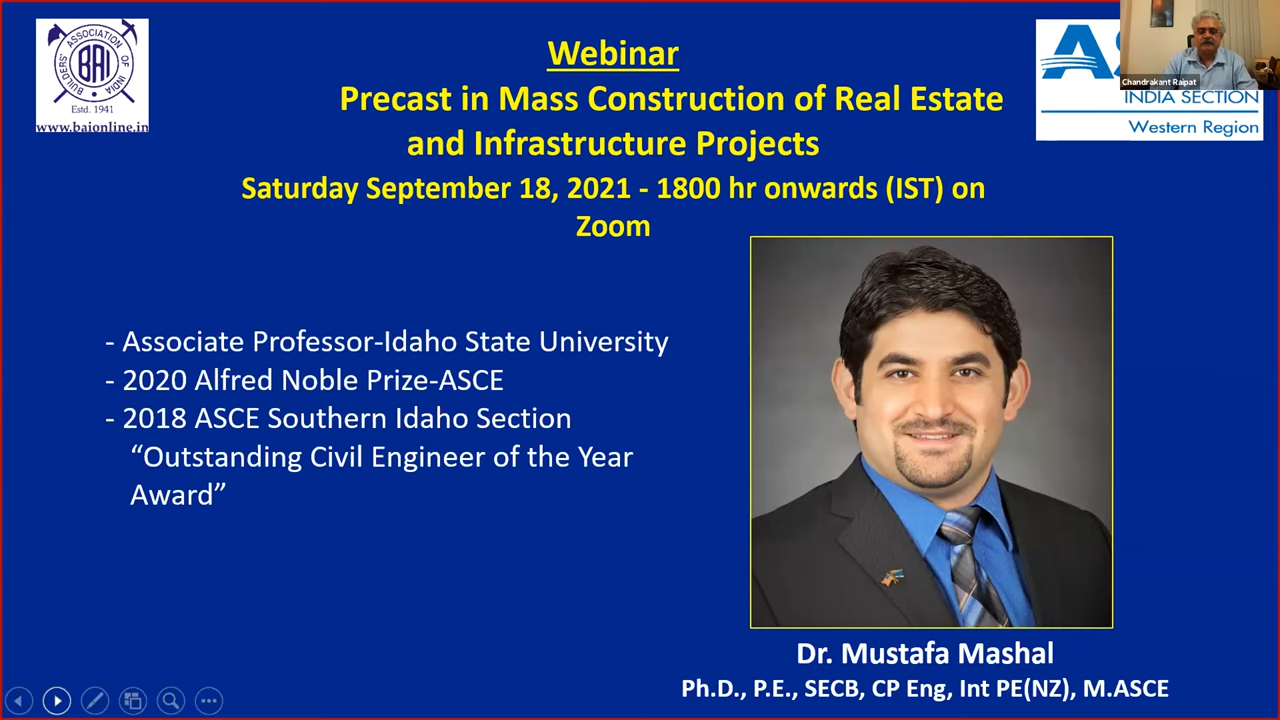 BUILDERS' ASSOCIATION OF INDIA
BAI
Estd. 1941
www.baionline.in
Webinar
Precast in Mass Construction of Real Estate
and Infrastructure Projects
Saturday September 18, 2021 - 1800 hr onwards (IST) on
Zoom
Chandrakant Rajpat
INDIA SECTION
Western Region
- Associate Professor-Idaho State University
- 2020 Alfred Noble Prize-ASCE
- 2018 ASCE Southern Idaho Section
“Outstanding Civil Engineer of the Year
Award”
Dr. Mustafa Mashal
Ph.D., P.E., SECB, CP Eng, Int PE(NZ), M.ASCE